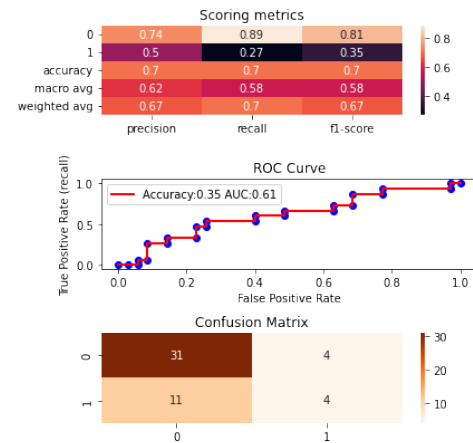 Scoring metrics
0 0.74 0.89 0.81
1 0.5 0.27 0.35
accuracy 0.7 0.7 0.7
macro avg 0.62 0.58 0.58
weighted avg 0.67 0.7 0.67
precision recall f1-score
0.8
0.6
0.4
ROC Curve
True Positive Rate (recall)
1.0
0.5
0.0
Accuracy:0.35 AUC:0.61
0.0 0.2 0.4 0.6 0.8 1.0
False Positive Rate
Confusion Matrix
0 31 4
1 11 4
0 1
30
20
10